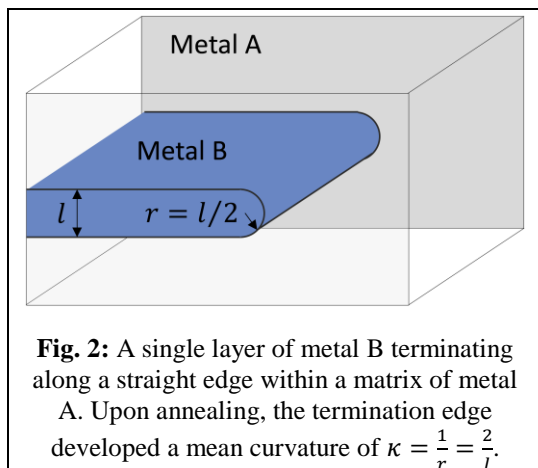 Metal A
Metal B
l
r = l/2
Fig. 2: A single layer of metal B terminating
along a straight edge within a matrix of metal
A. Upon annealing, the termination edge
developed a mean curvature of κ = 1/r = 2/l.